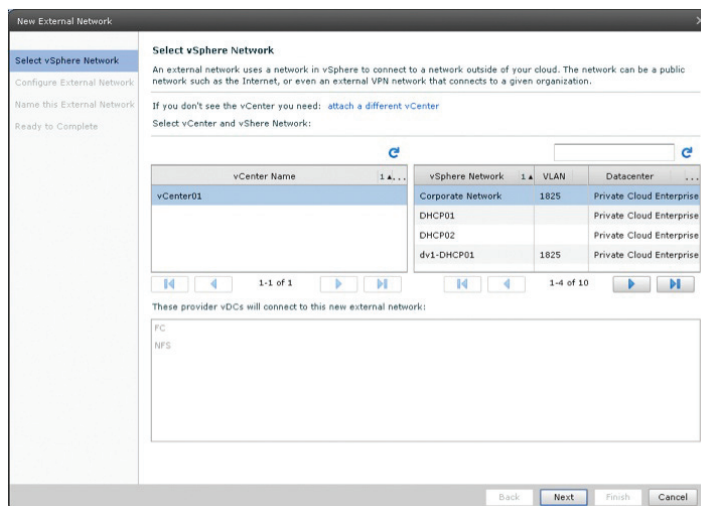 New External Network
Select vSphere Network
Configure External Network
Name this External Network
Ready to Complete
Select vSphere Network
An external network uses a network in vSphere to connect to a network outside of your cloud. The network can be a public
network such as the Internet, or even an external VPN network that connects to a given organization.
If you don't see the vCenter you need: attach a different vCenter
Select vCenter and vShere Network:
vCenter Name 1 ▲...
vCenter01
1-1 of 1
vSphere Network 1 ▲ VLAN Datacenter ...
Corporate Network 1825 Private Cloud Enterprise
DHCP01 Private Cloud Enterprise
DHCP02 Private Cloud Enterprise
dv1-DHCP01 1825 Private Cloud Enterprise
1-4 of 10
These provider vDCs will connect to this new external network:
FC
NFS
Back Next Finish Cancel